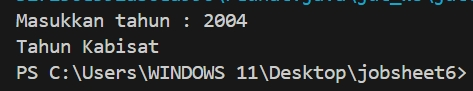 Masukkan tahun : 2004
Tahun Kabisat
PS C:\Users\WINDOWS 11\Desktop\jobsheet6>